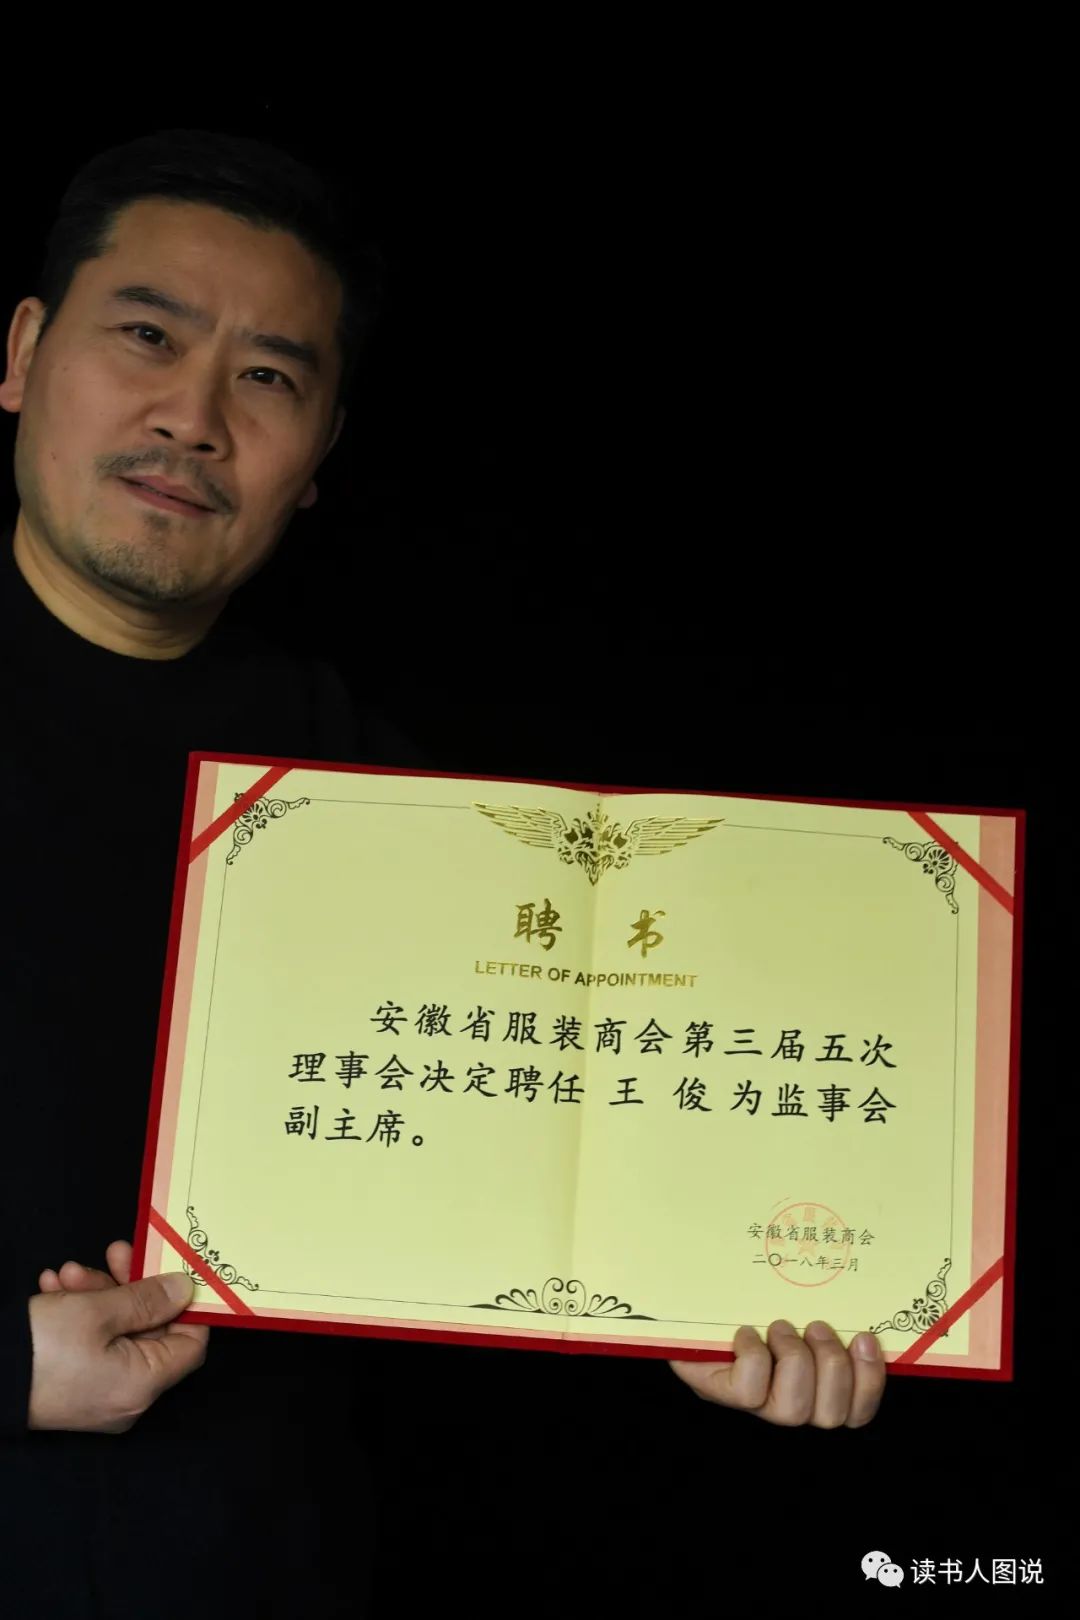 聘 书
LETTER OF APPOINTMENT
安徽省服装商会第三届五次
理事会决定聘任 王 俊 为监事会
副主席。
安徽省服装商会
二〇一八年三月
读书人图说